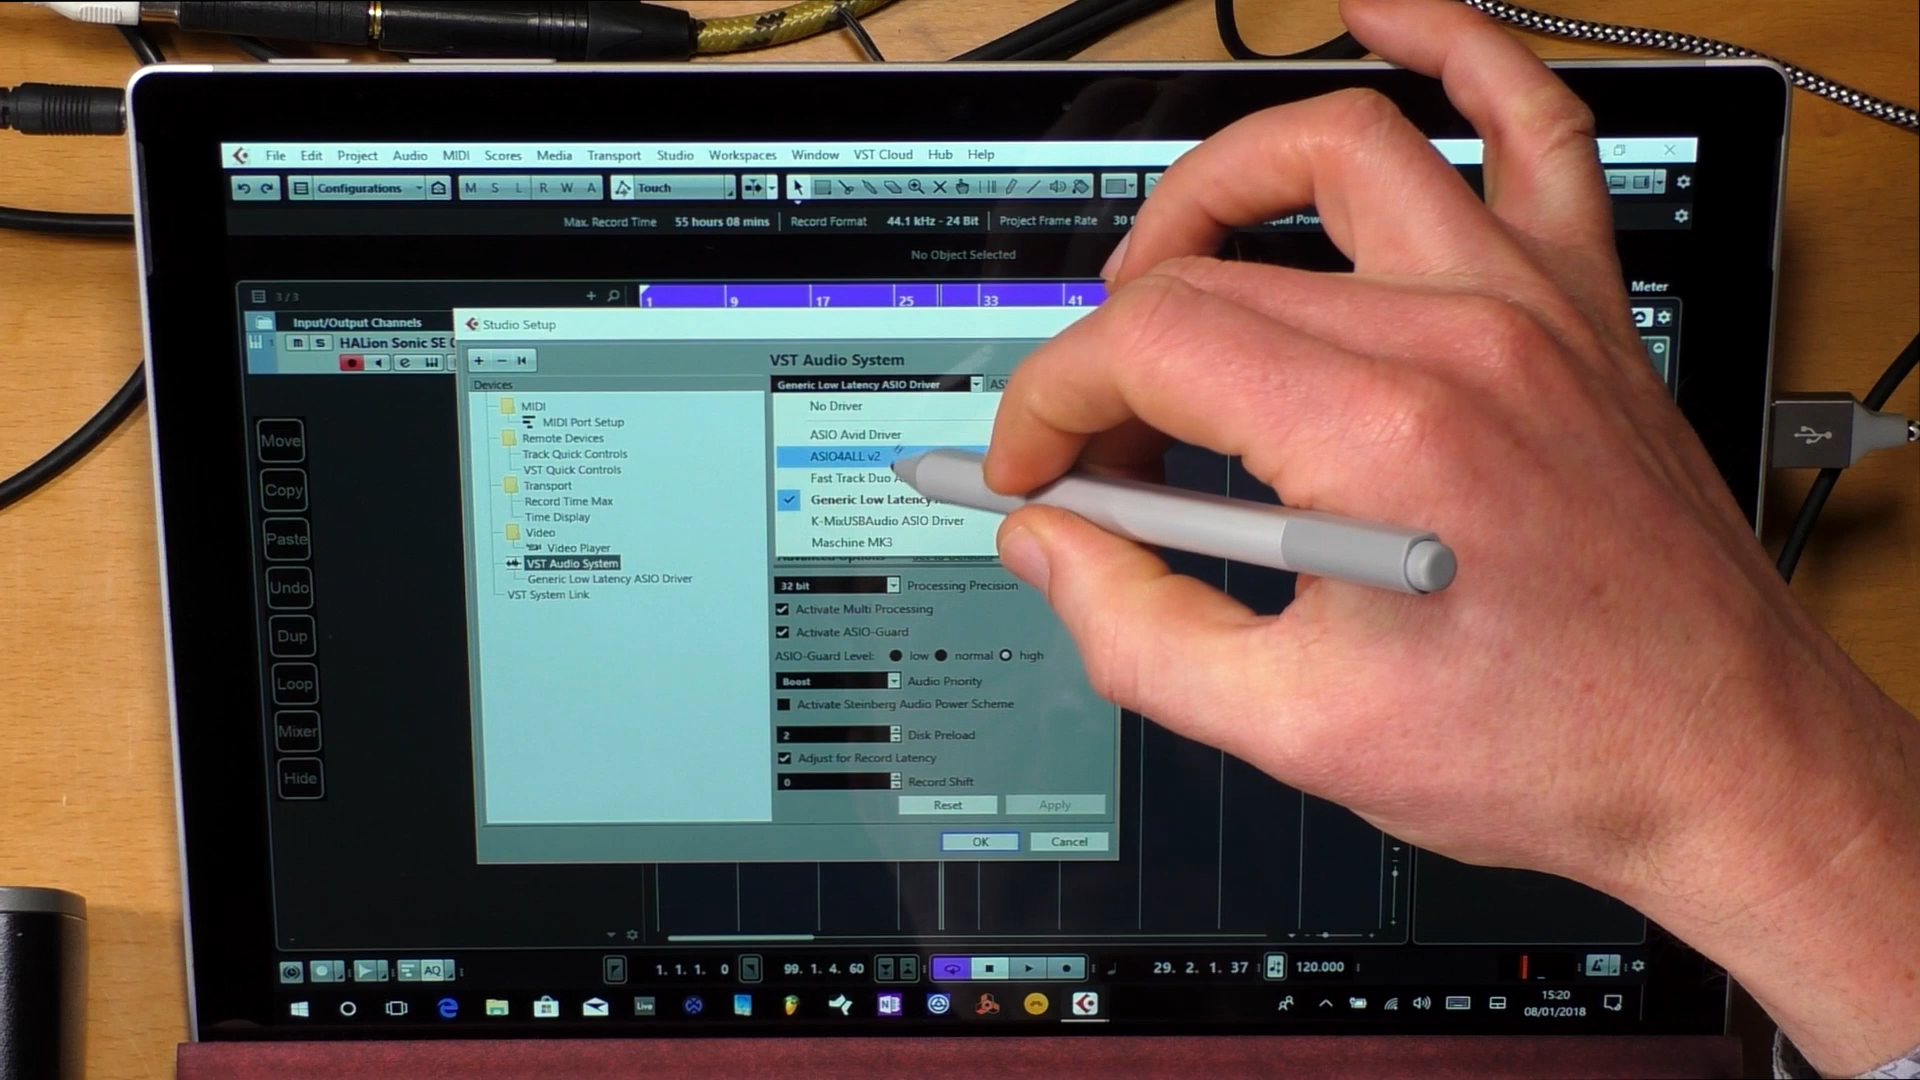 File Edit Project Audio MIDI Scores Media Transport Studio Workspaces Window VST Cloud Hub Help
Configurations M S L R W A Touch
Max. Record Time 55 hours 08 mins Record Format 44.1 kHz - 24 Bit Project Frame Rate 30
No Object Selected
3 / 3
1 9 17 25 33 41
Meter
Input/Output Channels
1 m S HALion Sonic SE
e
Studio Setup
+ -
VST Audio System
Devices
MIDI
MIDI Port Setup
Remote Devices
Track Quick Controls
VST Quick Controls
Transport
Record Time Max
Time Display
Video
Video Player
VST Audio System
Generic Low Latency ASIO Driver
VST System Link
Generic Low Latency ASIO Driver
No Driver
ASIO Avid Driver
ASIO4ALL v2
Fast Track Duo
Generic Low Latency
K-MixUSBAudio ASIO Driver
Maschine MK3
32 bit Processing Precision
Activate Multi Processing
Activate ASIO-Guard
ASIO-Guard Level: low normal high
Boost Audio Priority
Activate Steinberg Audio Power Scheme
2 Disk Preload
Adjust for Record Latency
0 Record Shift
Reset Apply
OK Cancel
Move
Copy
Paste
Undo
Dup
Loop
Mixer
Hide
AQ 1. 1. 1. 0 99. 1. 4. 60 29. 2. 1. 37 120.000
Live
15:20
08/01/2018